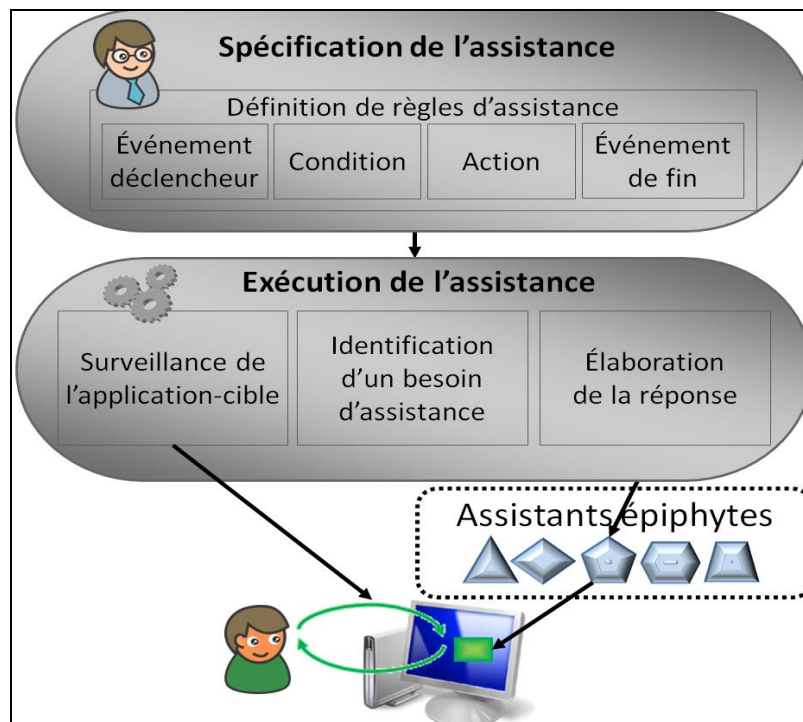 Spécification de l’assistance
Définition de règles d’assistance
Événement
déclencheur
Condition
Action
Événement
de fin
Exécution de l’assistance
Surveillance de
l’application-cible
Identification
d’un besoin
d’assistance
Élaboration
de la réponse
Assistants épiphytes